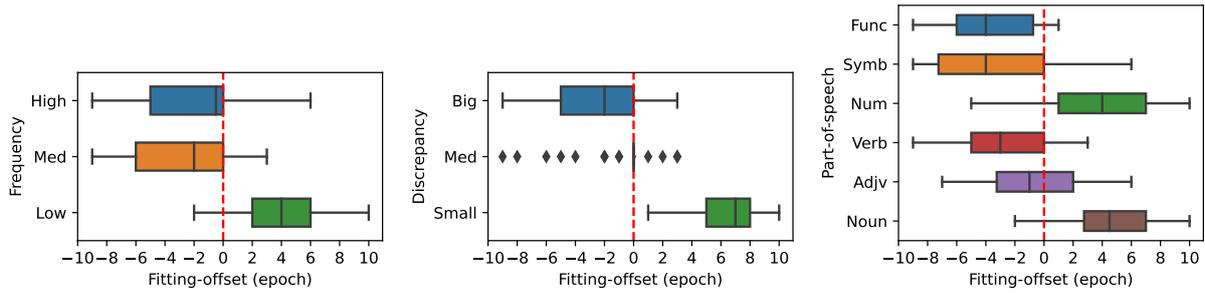 Frequency
High
Med
Low
−10−8 −6 −4 −2 0 2 4 6 8 10
Fitting-offset (epoch)
Discrepancy
Big
Med
Small
−10−8 −6 −4 −2 0 2 4 6 8 10
Fitting-offset (epoch)
Part-of-speech
Func
Symb
Num
Verb
Adjv
Noun
−10−8 −6 −4 −2 0 2 4 6 8 10
Fitting-offset (epoch)